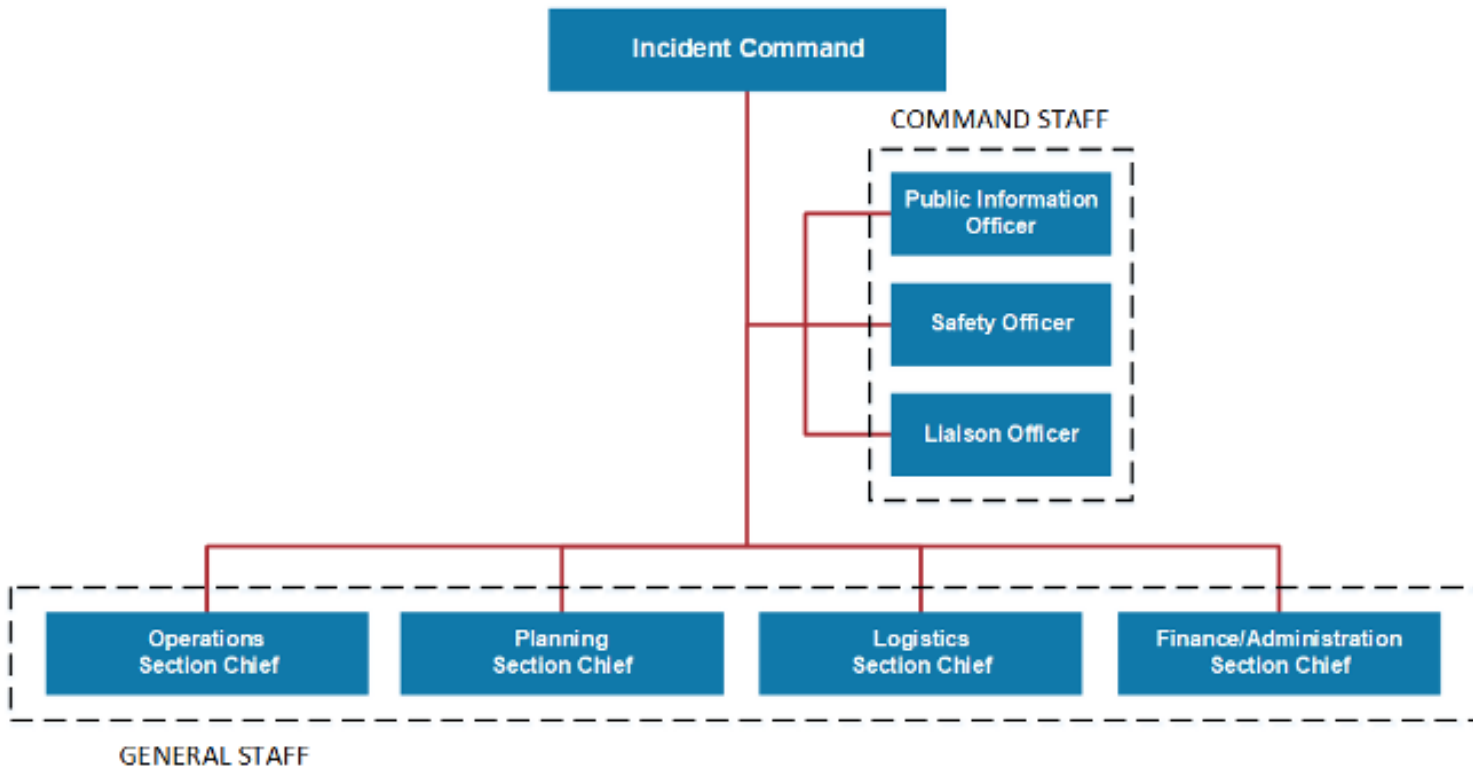 Incident Command
COMMAND STAFF
Public Information
Officer
Safety Officer
Liaison Officer
Operations
Section Chief
Planning
Section Chief
Logistics
Section Chief
Finance/Administration
Section Chief
GENERAL STAFF